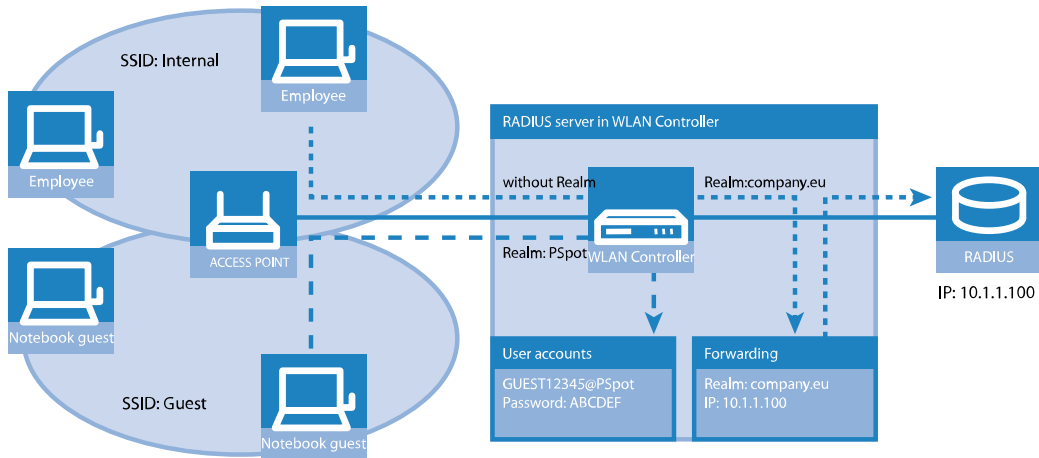 SSID: Internal
Employee
Employee
RADIUS server in WLAN Controller
without Realm
Realm:company.eu
ACCESS POINT
Realm: PSpot
WLAN Controller
RADIUS
IP: 10.1.1.100
Notebook guest
User accounts
GUEST12345@PSpot
Password: ABCDEF
Forwarding
Realm: company.eu
IP: 10.1.1.100
SSID: Guest
Notebook guest